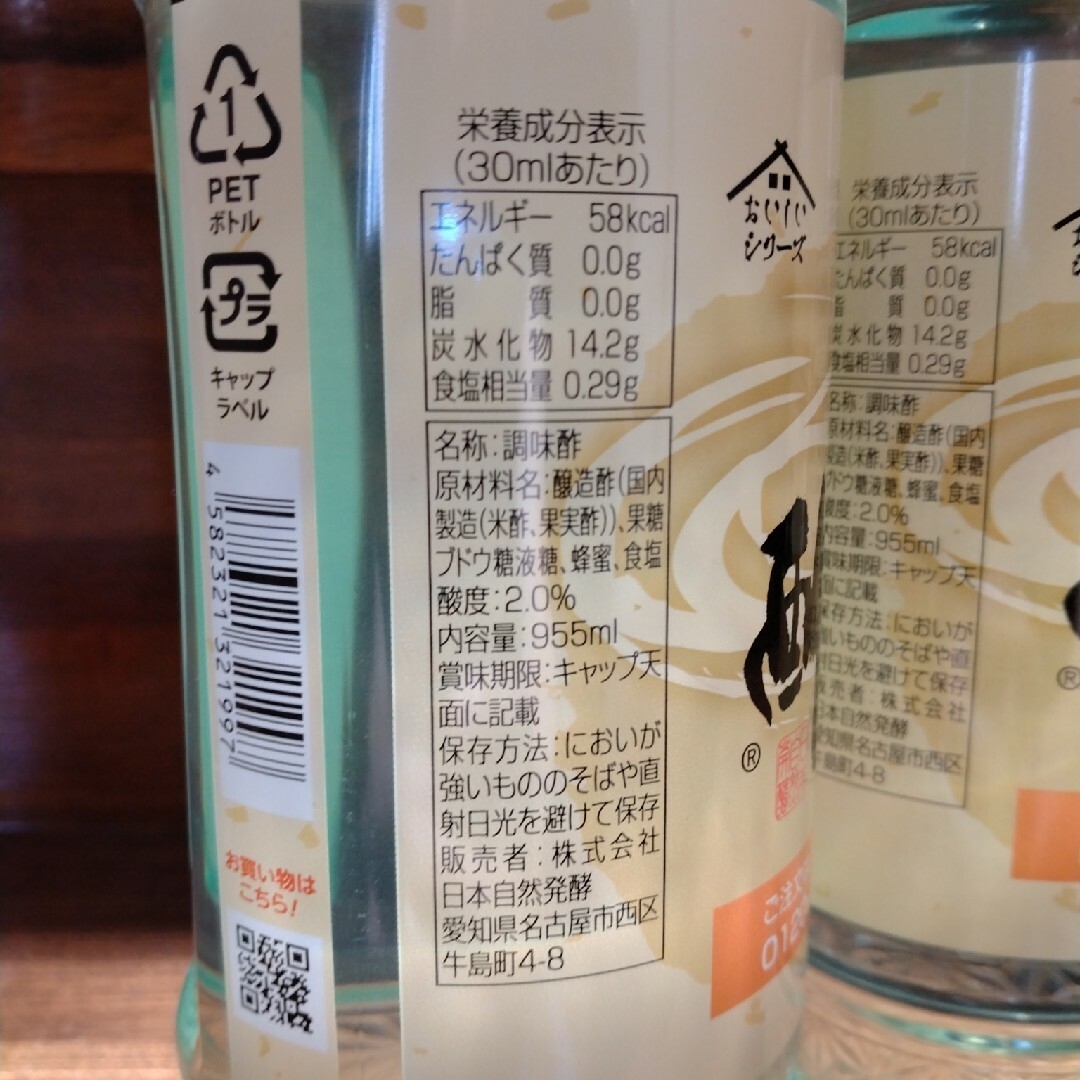 1
PET
ボトル
プラ
キャップ
ラベル
4 582321 321997
お買い物は
こちら!
栄養成分表示
(30mlあたり)
エネルギー 58kcal
たんぱく質 0.0g
脂 質 0.0g
炭水化物 14.2g
食塩相当量 0.29g
名称:調味酢
原材料名:醸造酢(国内
製造(米酢、果実酢))、果糖
ブドウ糖液糖、蜂蜜、食塩
酸度:2.0%
内容量:955ml
賞味期限:キャップ天
面に記載
保存方法:においが
強いもののそばや直
射日光を避けて保存
販売者:株式会社
日本自然発酵
愛知県名古屋市西区
牛島町4-8
おいしい
シリーズ
®
ご注文
栄養成分表示
(30mlあたり)
エネルギー 58kcal
たんぱく質 0.0g
脂 質 0.0g
炭水化物 14.2g
食塩相当量 0.29g
名称:調味酢
原材料名:醸造酢(国内
製造(米酢、果実酢))、果糖
ブドウ糖液糖、蜂蜜、食塩
酸度:2.0%
内容量:955ml
賞味期限:キャップ天
面に記載
保存方法:においが
強いもののそばや直
射日光を避けて保存
販売者:株式会社
日本自然発酵
愛知県名古屋市西区
牛島町4-8
®